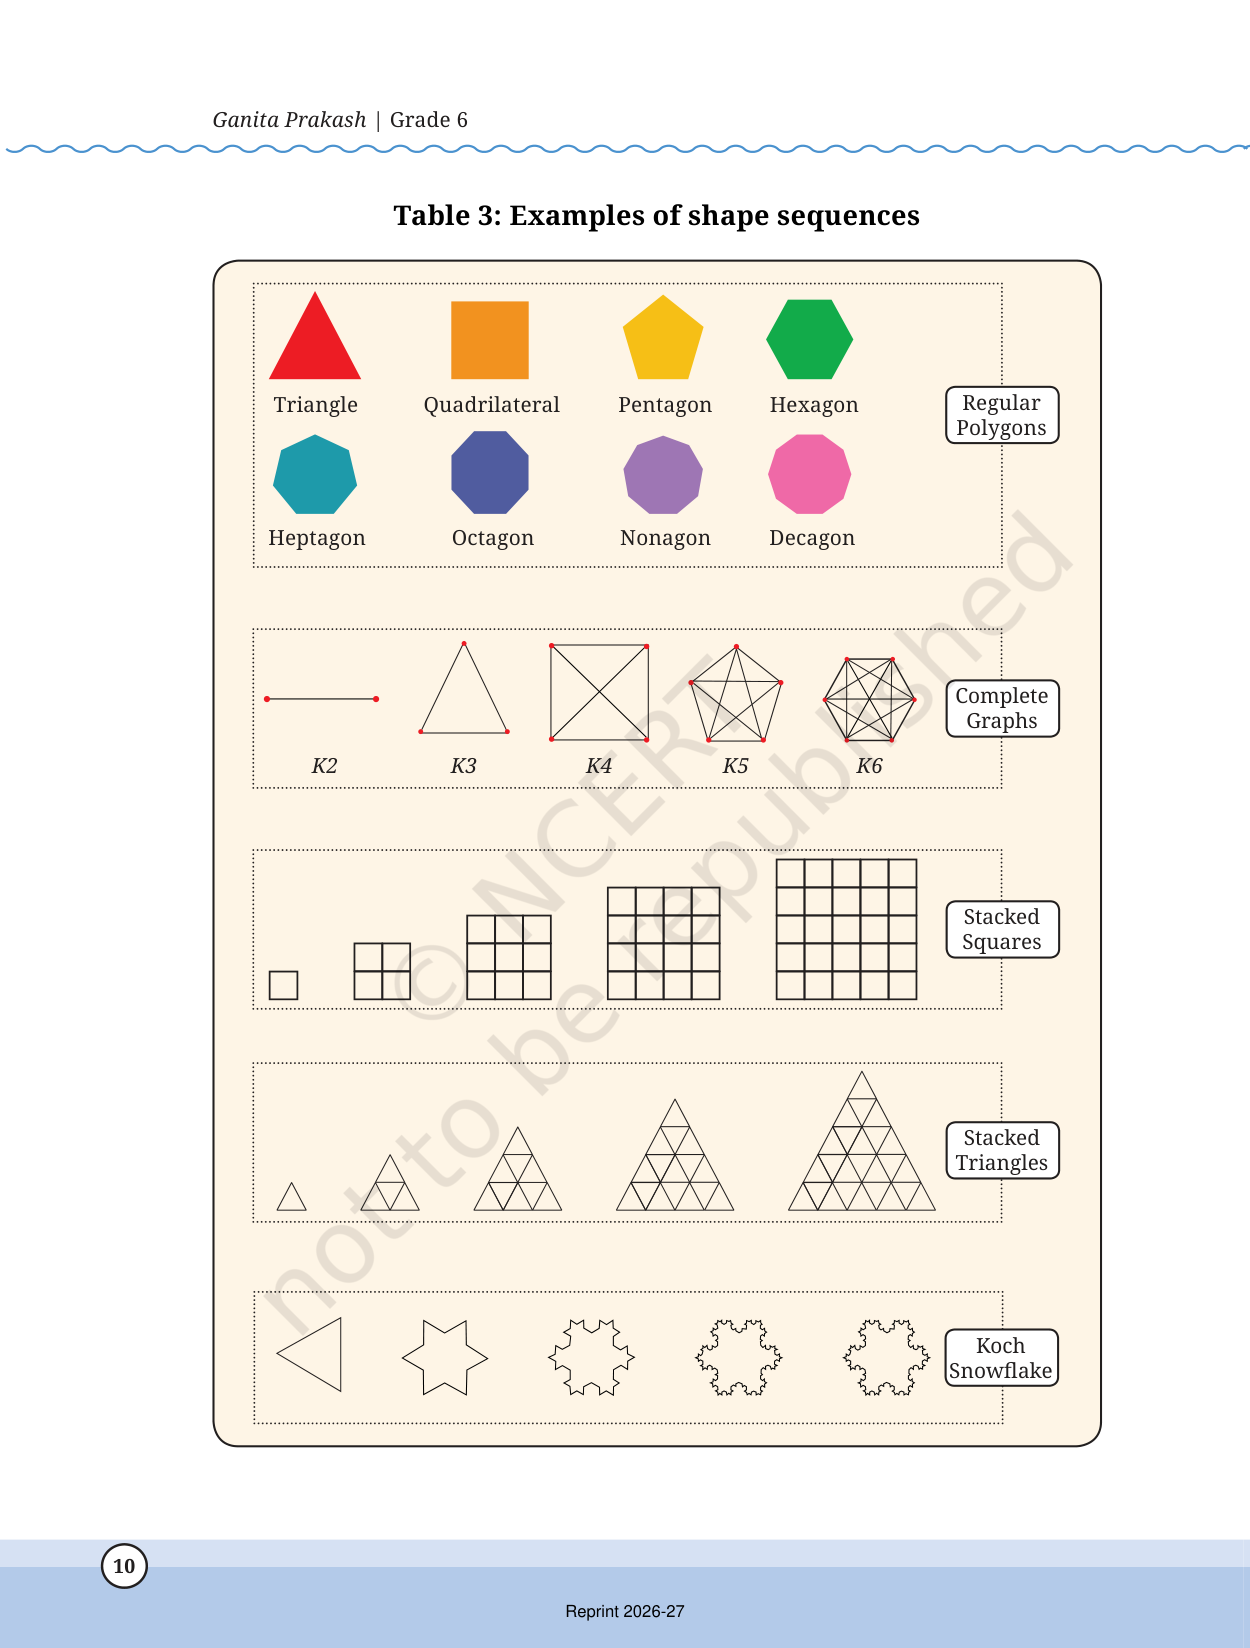 Ganita Prakash | Grade 6
Table 3: Examples of shape sequences
Triangle
Quadrilateral
Pentagon
Hexagon
Regular
Polygons
Heptagon
Octagon
Nonagon
Decagon
K2
K3
K4
K5
K6
Complete
Graphs
Stacked
Squares
Stacked
Triangles
Koch
Snowflake
© NCERT
not to be republished
10
Reprint 2026-27